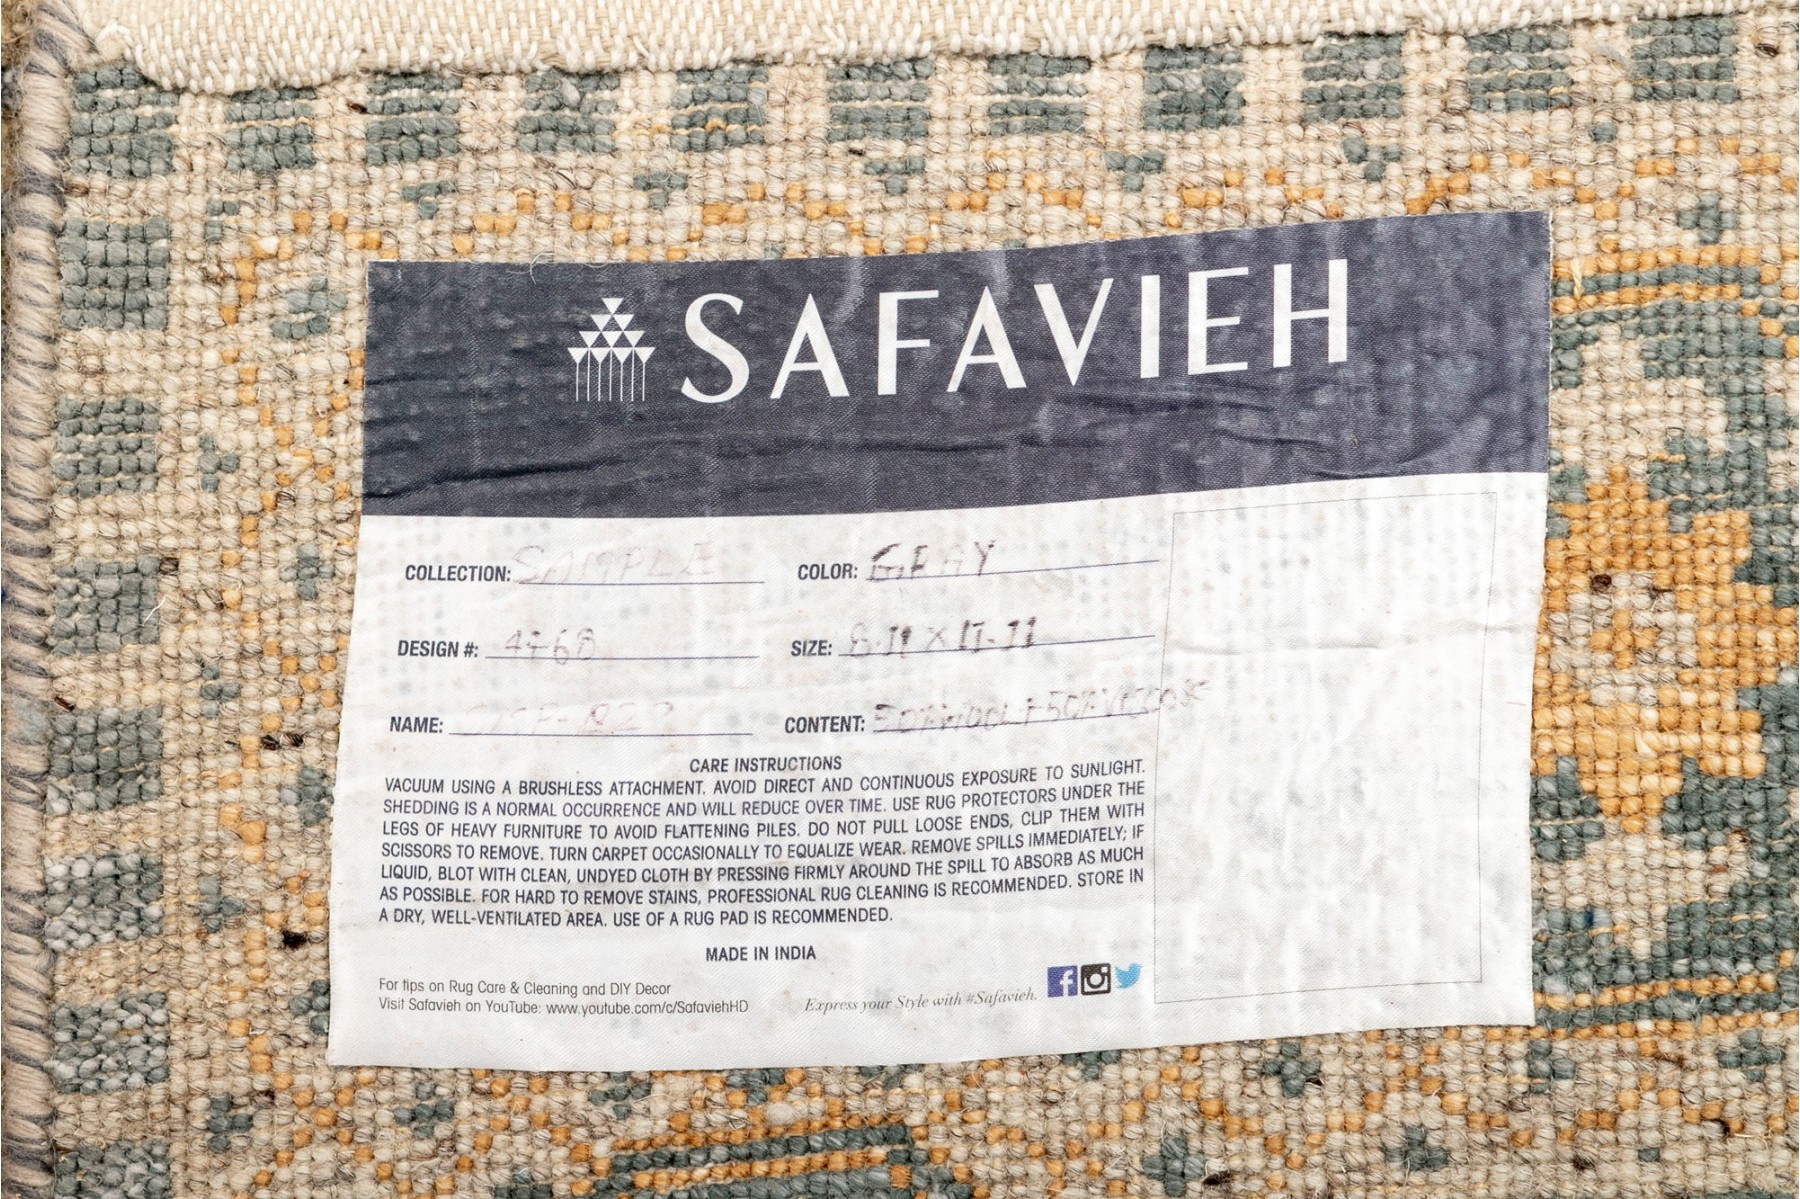 SAFAVIEH
COLLECTION: SAMPLE
COLOR: GRAY
DESIGN #:
SIZE: 8-11 X 11-11
NAME:
CONTENT:
CARE INSTRUCTIONS
VACUUM USING A BRUSHLESS ATTACHMENT. AVOID DIRECT AND CONTINUOUS EXPOSURE TO SUNLIGHT.
SHEDDING IS A NORMAL OCCURRENCE AND WILL REDUCE OVER TIME. USE RUG PROTECTORS UNDER THE
LEGS OF HEAVY FURNITURE TO AVOID FLATTENING PILES. DO NOT PULL LOOSE ENDS, CLIP THEM WITH
SCISSORS TO REMOVE. TURN CARPET OCCASIONALLY TO EQUALIZE WEAR. REMOVE SPILLS IMMEDIATELY; IF
LIQUID, BLOT WITH CLEAN, UNDYED CLOTH BY PRESSING FIRMLY AROUND THE SPILL TO ABSORB AS MUCH
AS POSSIBLE. FOR HARD TO REMOVE STAINS, PROFESSIONAL RUG CLEANING IS RECOMMENDED. STORE IN
A DRY, WELL-VENTILATED AREA. USE OF A RUG PAD IS RECOMMENDED.
MADE IN INDIA
For tips on Rug Care & Cleaning and DIY Decor
Visit Safavieh on YouTube: www.youtube.com/c/SafaviehHD
Express your Style with #Safavieh.